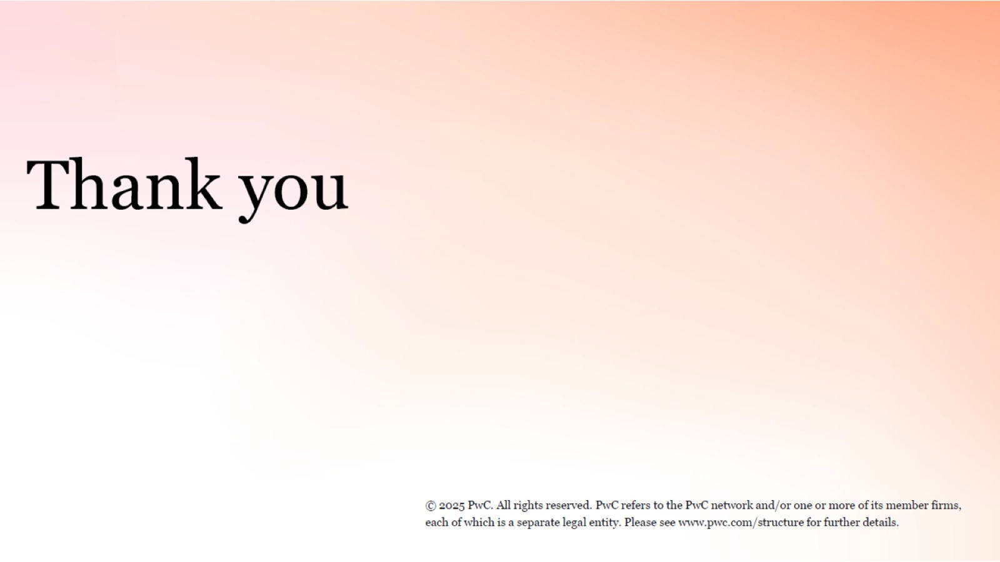 Thank you
© 2025 PwC. All rights reserved. PwC refers to the PwC network and/or one or more of its member firms,
each of which is a separate legal entity. Please see www.pwc.com/structure for further details.